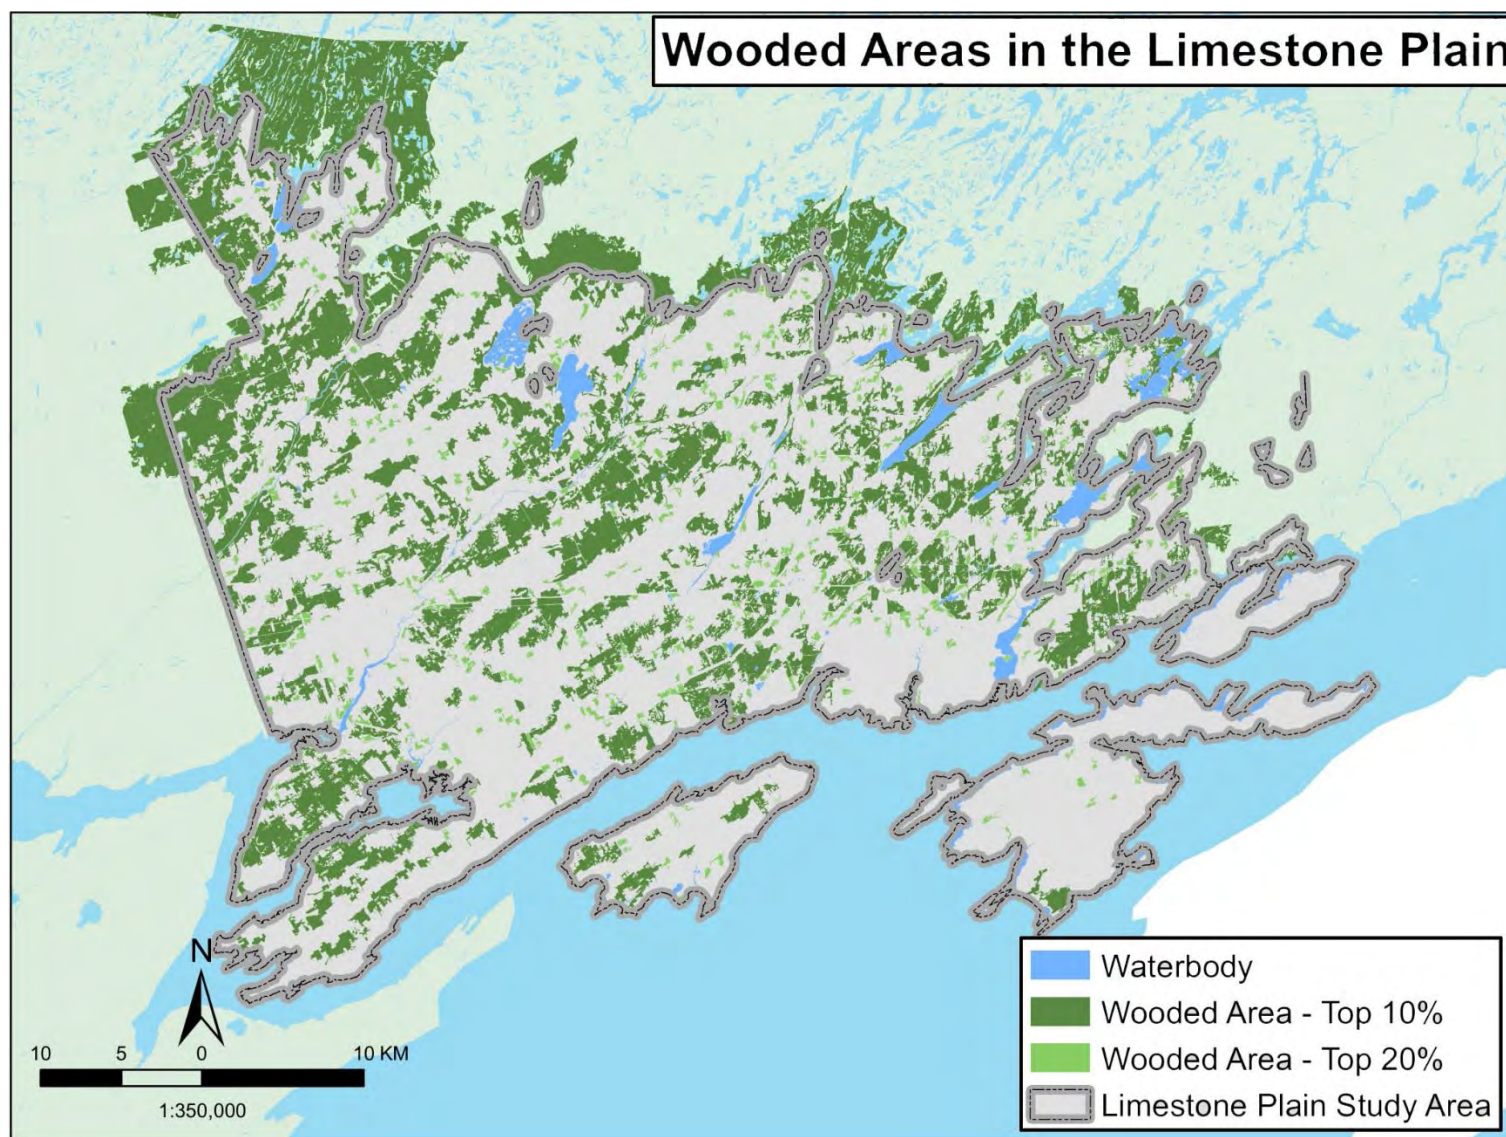 Wooded Areas in the Limestone Plain
N
10 5 0 10 KM
1:350,000
Waterbody
Wooded Area - Top 10%
Wooded Area - Top 20%
Limestone Plain Study Area